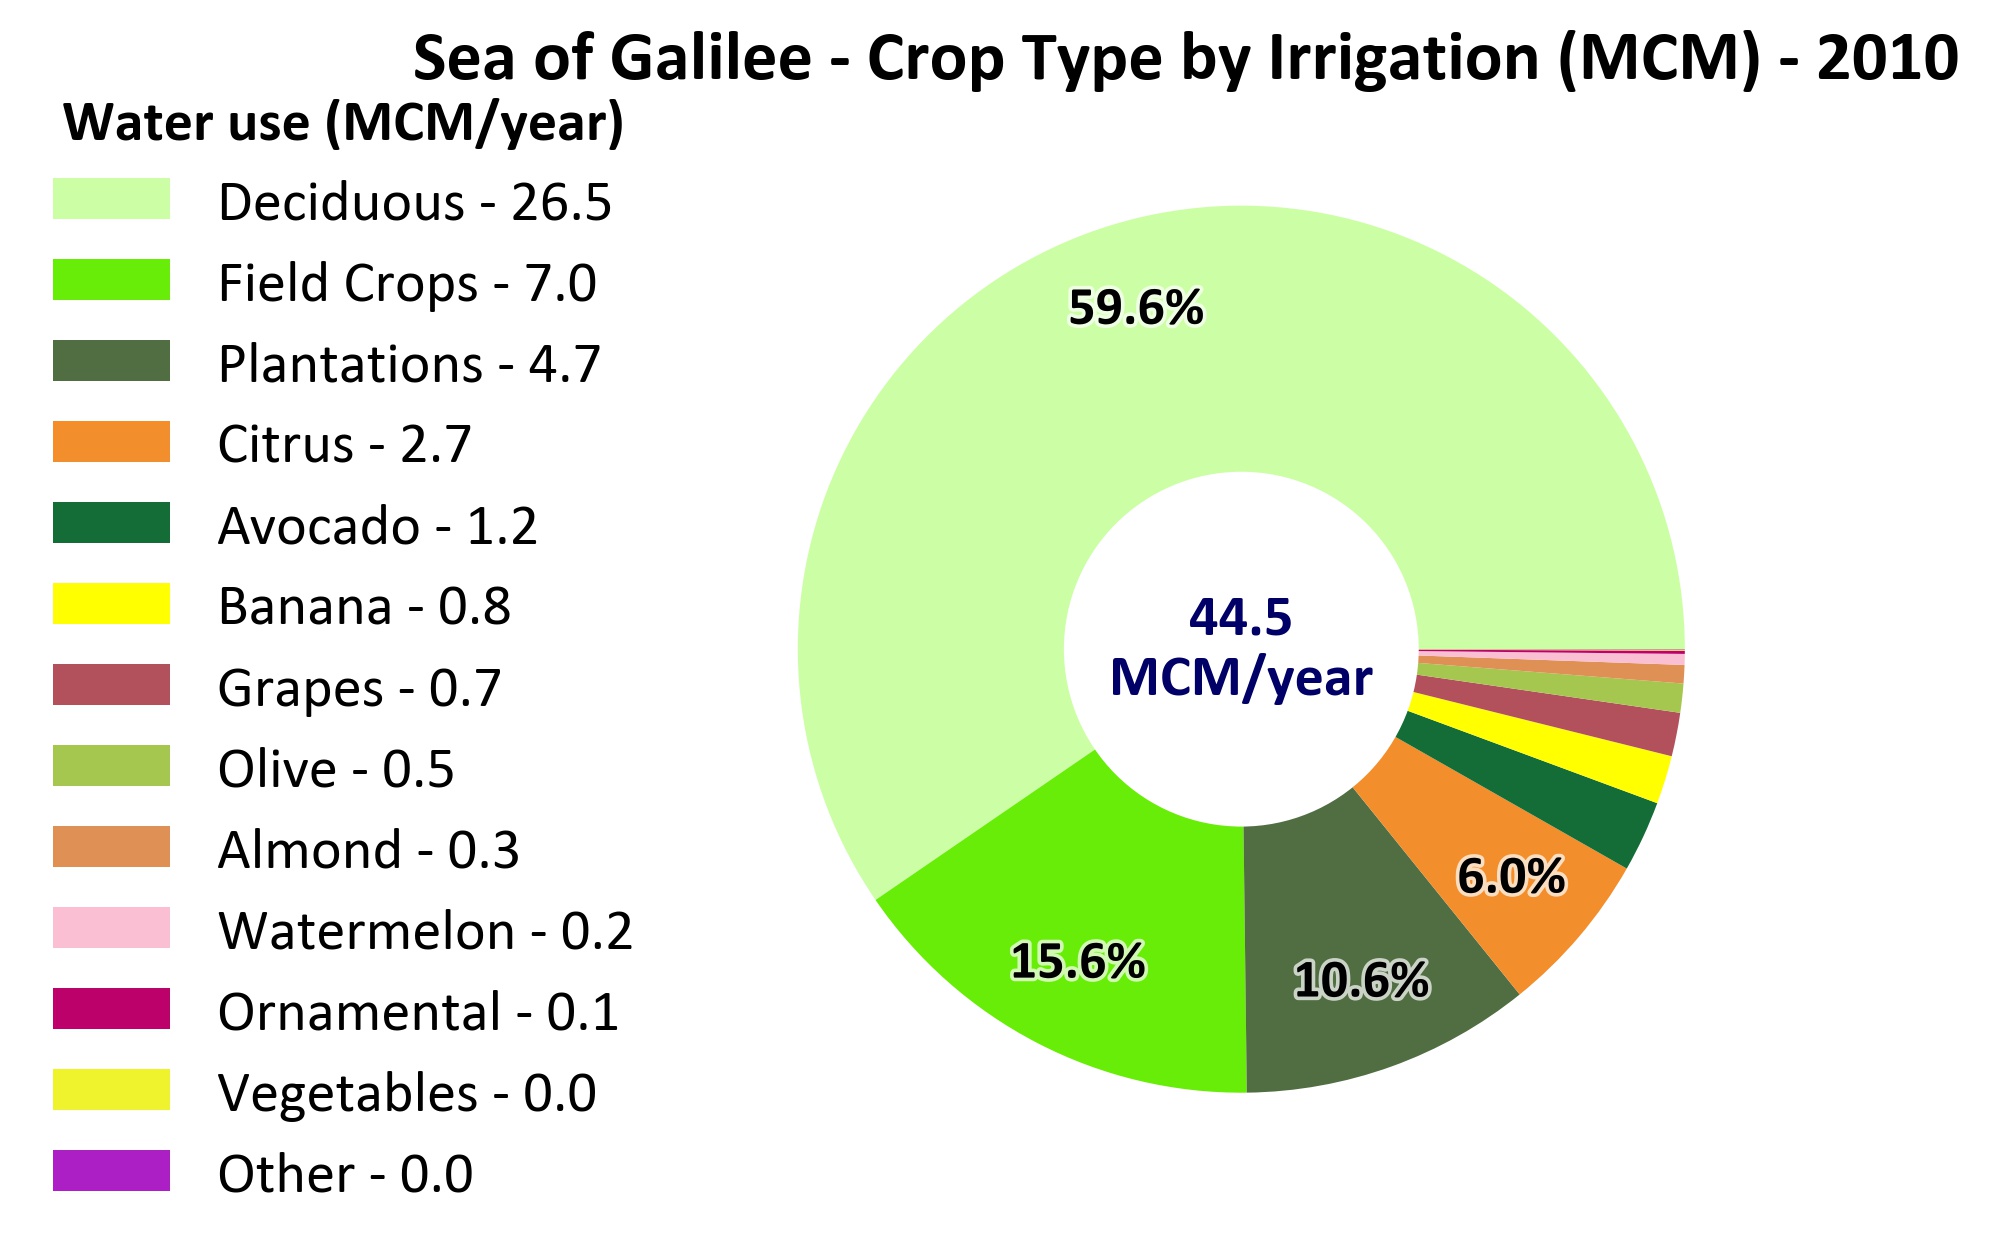 Sea of Galilee - Crop Type by Irrigation (MCM) - 2010
Water use (MCM/year)
Deciduous - 26.5
Field Crops - 7.0
Plantations - 4.7
Citrus - 2.7
Avocado - 1.2
Banana - 0.8
Grapes - 0.7
Olive - 0.5
Almond - 0.3
Watermelon - 0.2
Ornamental - 0.1
Vegetables - 0.0
Other - 0.0
59.6%
44.5
MCM/year
6.0%
15.6%
10.6%